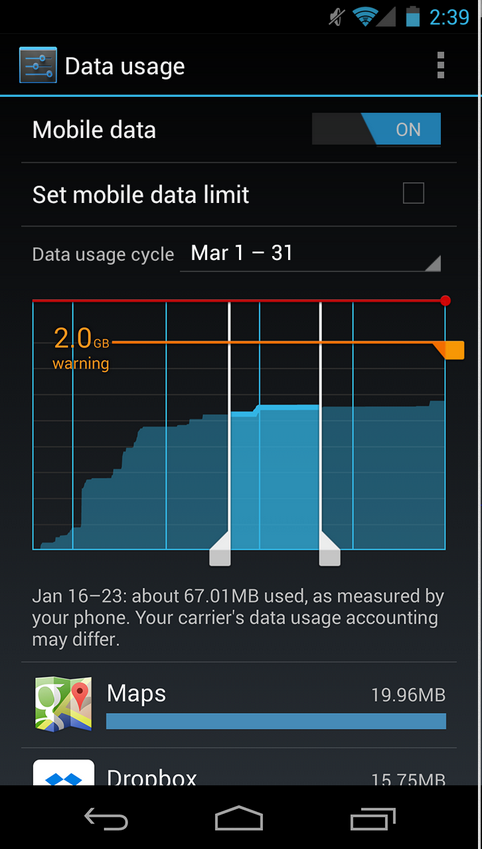 2:39
Data usage
Mobile data
ON
Set mobile data limit
Data usage cycle Mar 1 – 31
2.0GB
warning
Jan 16–23: about 67.01MB used, as measured by
your phone. Your carrier's data usage accounting
may differ.
Maps 19.96MB
Dropbox 15.75MB